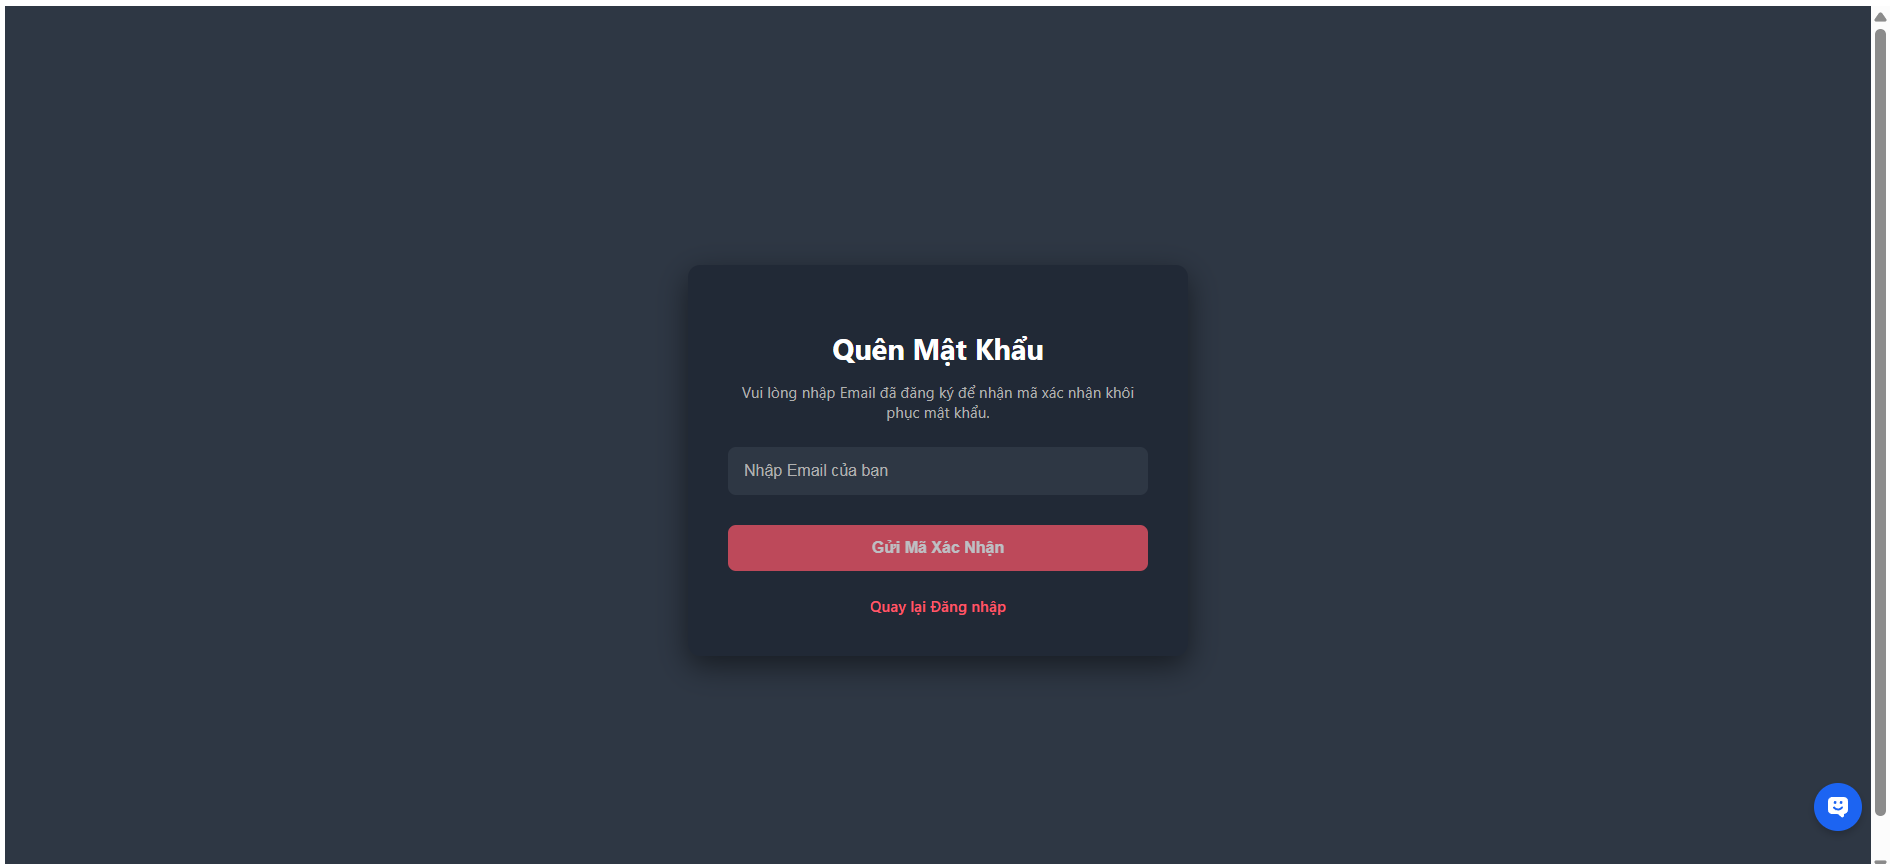 Quên Mật Khẩu
Vui lòng nhập Email đã đăng ký để nhận mã xác nhận khôi
phục mật khẩu.
Nhập Email của bạn
Gửi Mã Xác Nhận
Quay lại Đăng nhập